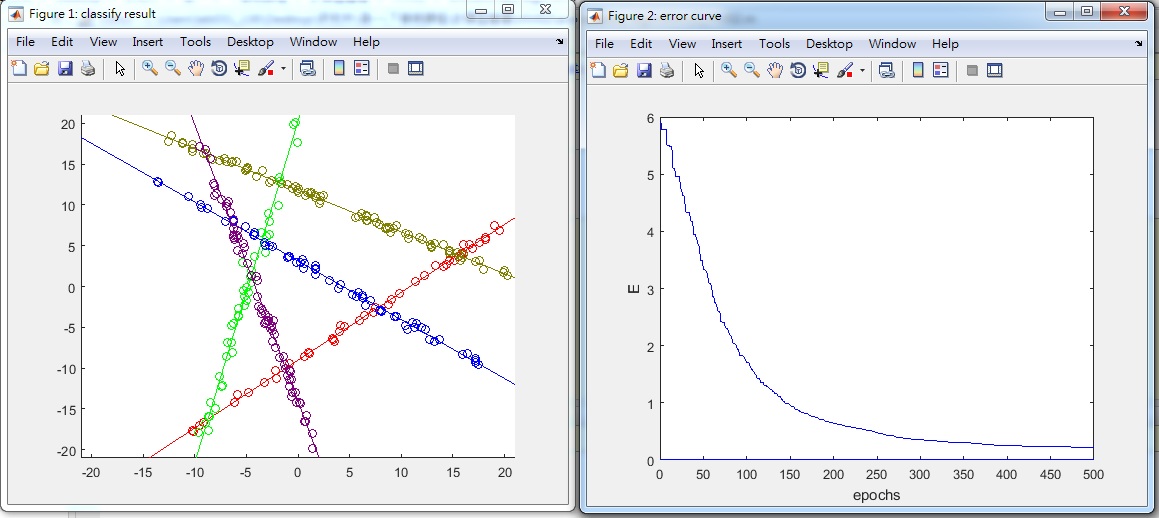 Figure 1: classify result
File Edit View Insert Tools Desktop Window Help
20
15
10
5
0
-5
-10
-15
-20
-20 -15 -10 -5 0 5 10 15 20
Figure 2: error curve
File Edit View Insert Tools Desktop Window Help
6
5
4
3
2
1
0
E
0 50 100 150 200 250 300 350 400 450 500
epochs